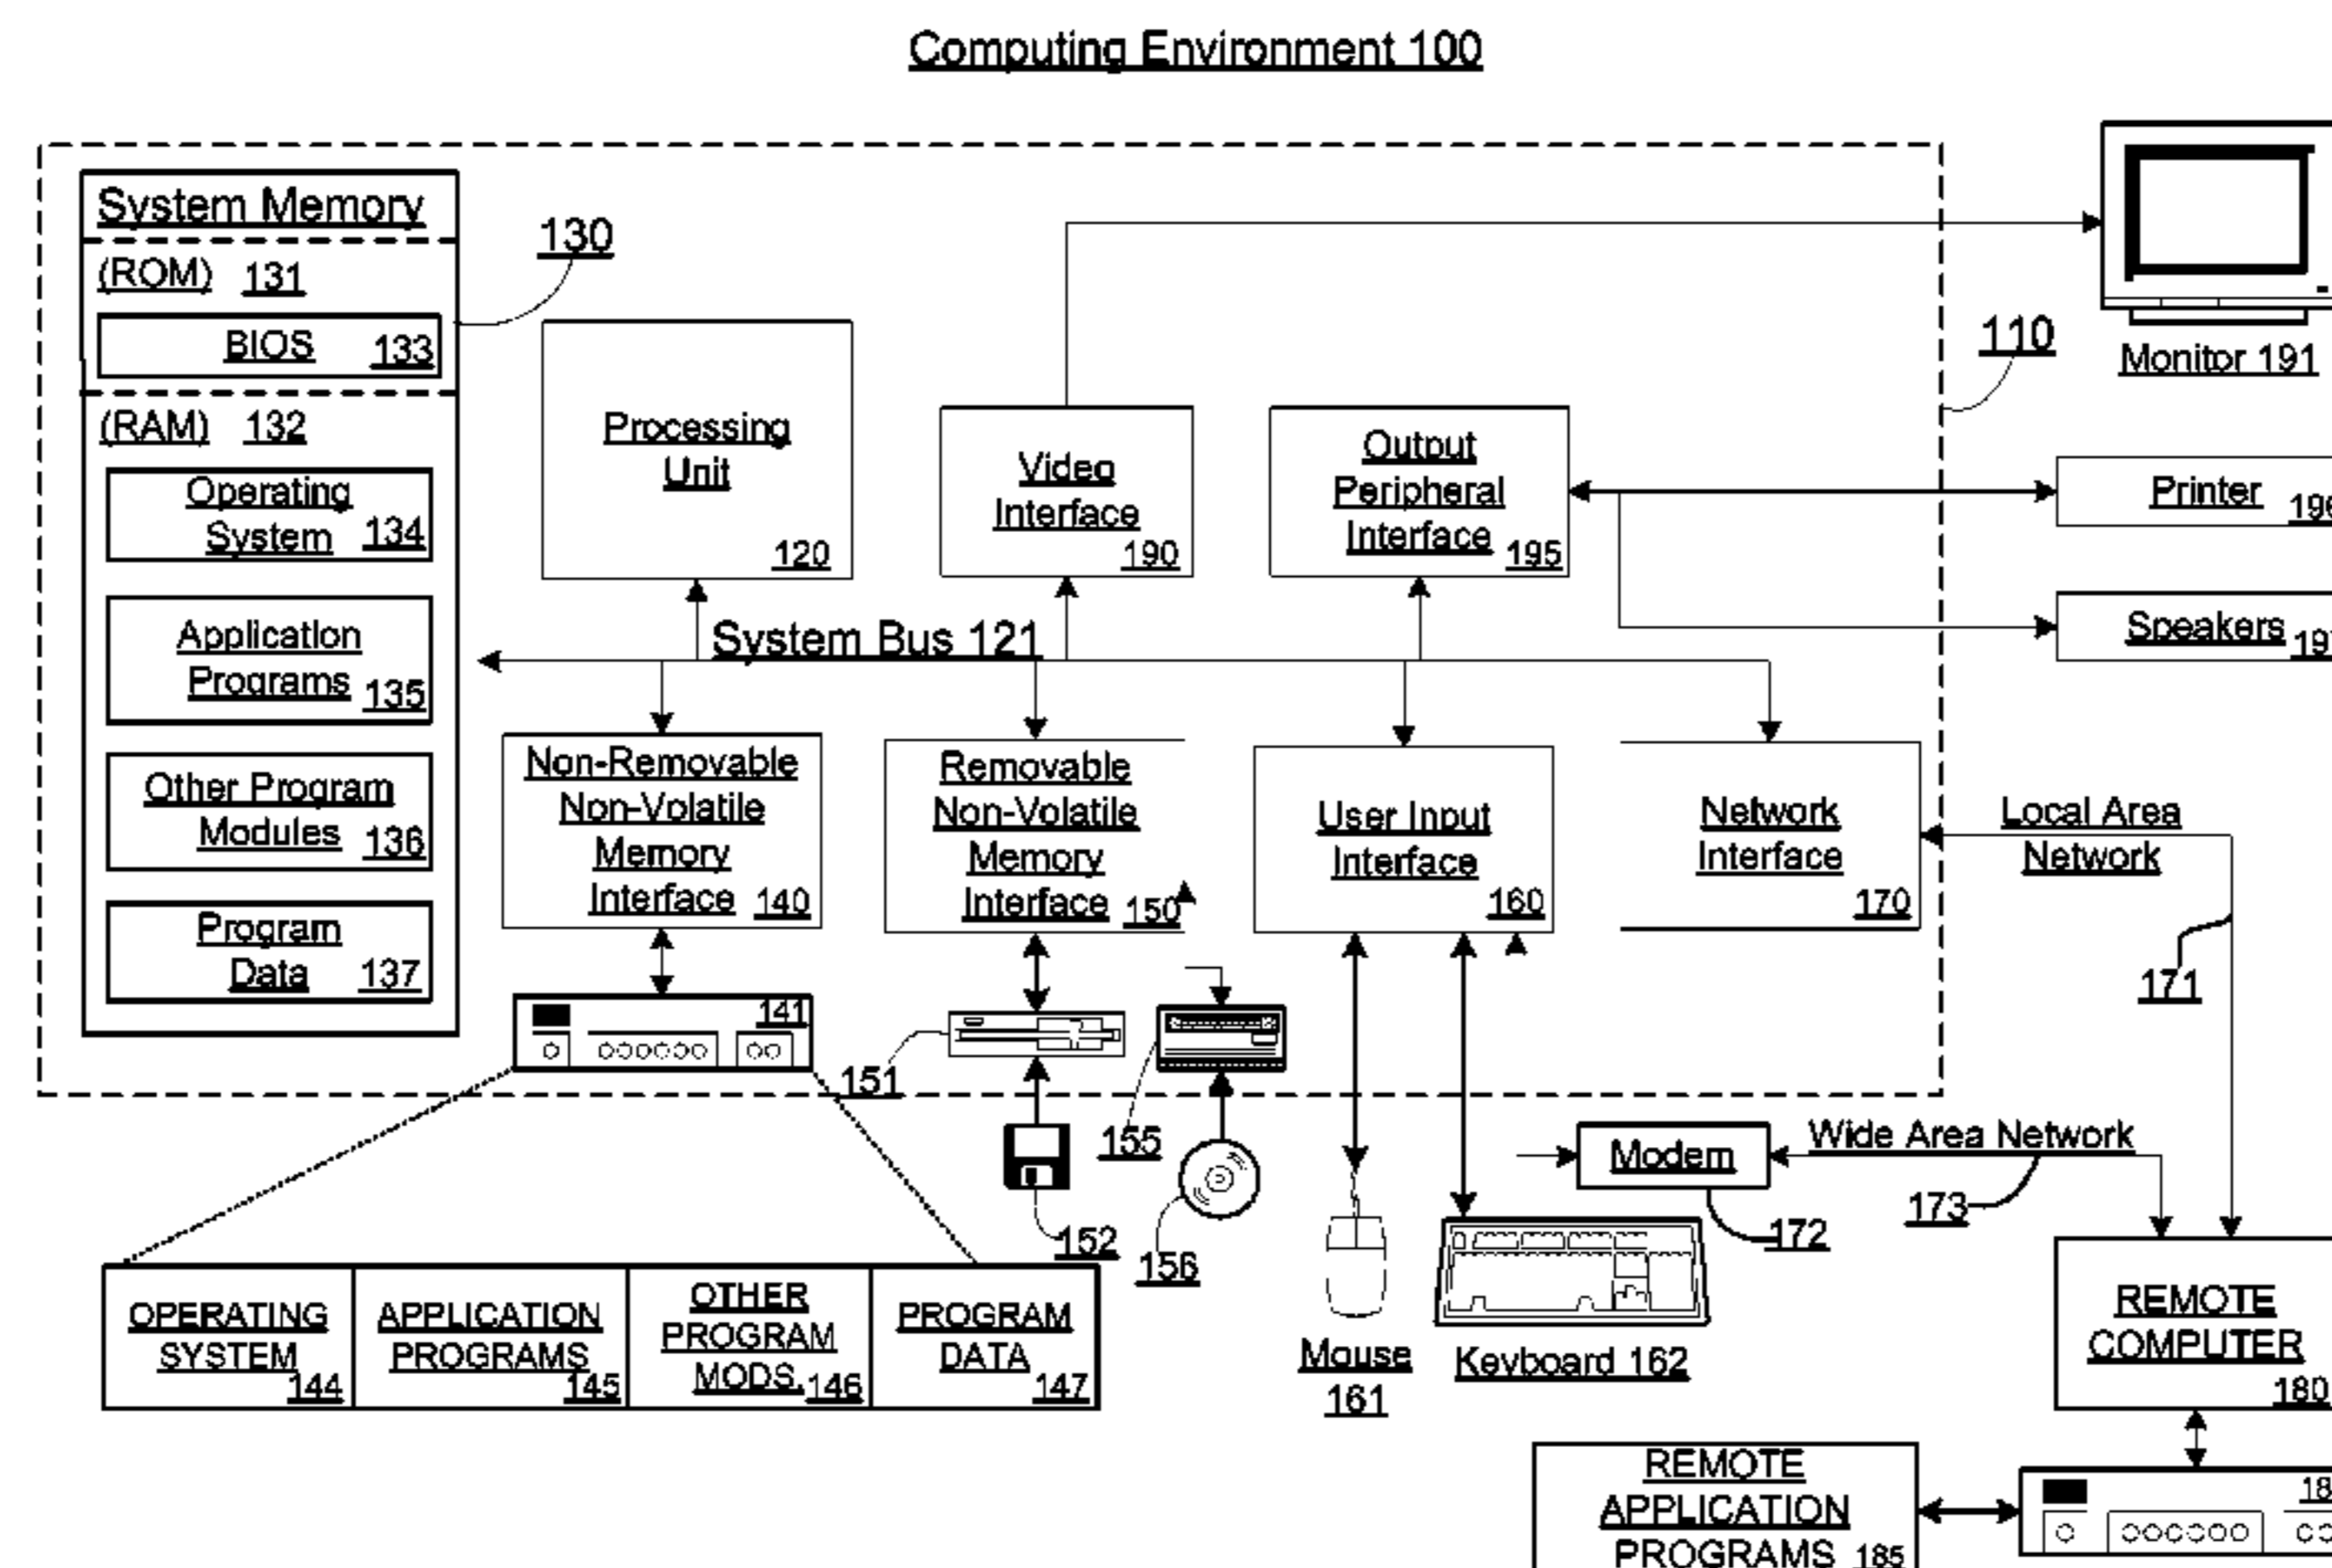 Computing Environment 100
System Memory
(ROM) 131
BIOS 133
(RAM) 132
Operating
System 134
Application
Programs 135
Other Program
Modules 136
Program
Data 137
130
Processing
Unit
120
Video
Interface
190
Output
Peripheral
Interface 195
110
Monitor 191
Printer
Speakers
System Bus 121
Non-Removable
Non-Volatile
Memory
Interface 140
Removable
Non-Volatile
Memory
Interface 150
User Input
Interface
160
Network
Interface
170
Local Area
Network
171
141
151
155
152
156
Modem
172
Wide Area Network
173
Mouse
161
Keyboard 162
OPERATING
SYSTEM
144
APPLICATION
PROGRAMS
145
OTHER
PROGRAM
MODS. 146
PROGRAM
DATA
147
REMOTE
COMPUTER
180
REMOTE
APPLICATION
PROGRAMS 185